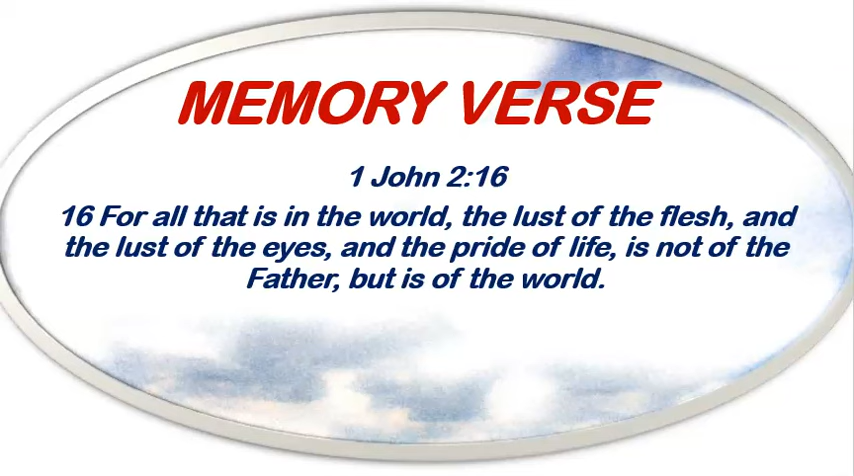 MEMORY VERSE
1 John 2:16
16 For all that is in the world, the lust of the flesh, and
the lust of the eyes, and the pride of life, is not of the
Father, but is of the world.